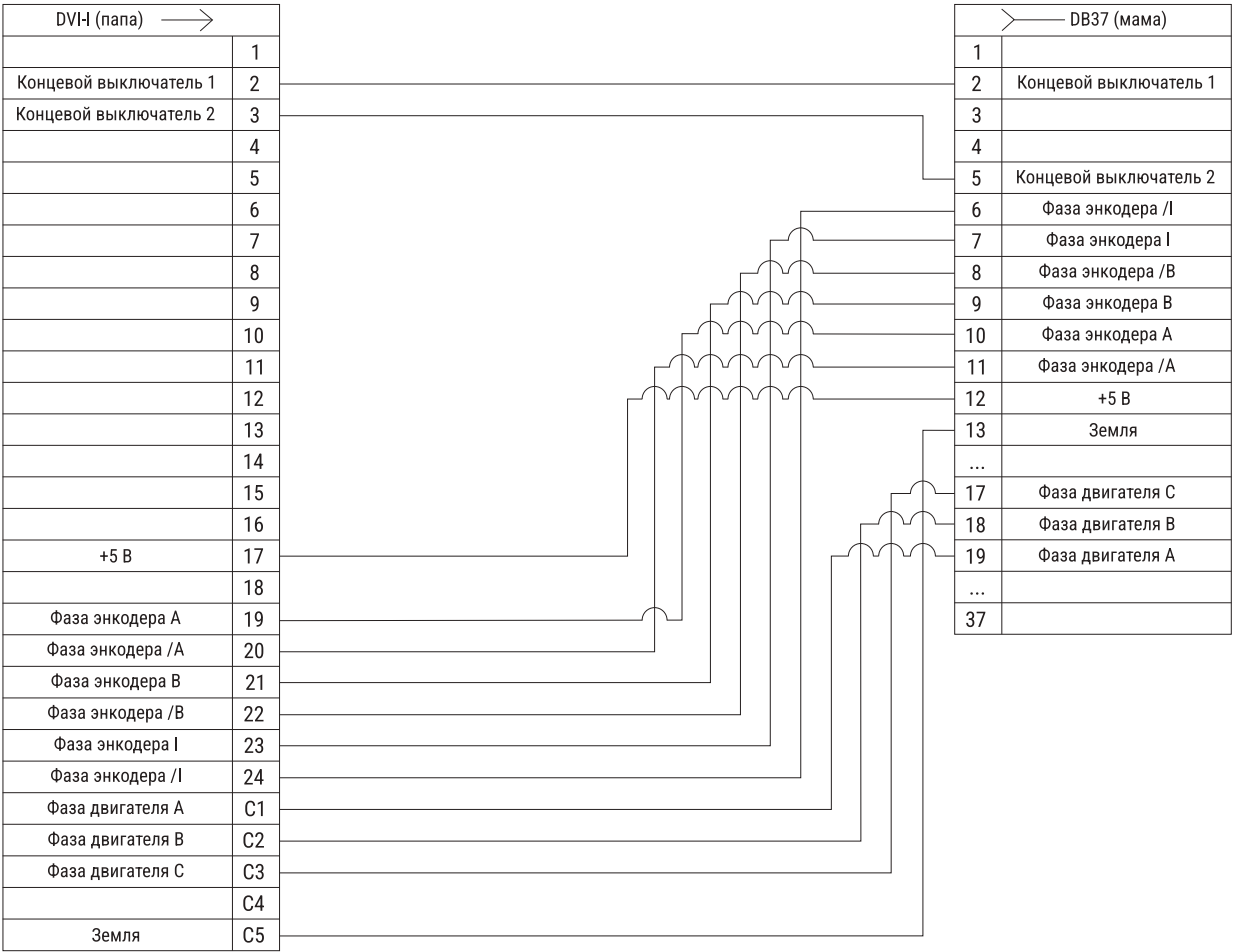 DVI-I (папа)
1
Концевой выключатель 1 2
Концевой выключатель 2 3
4
5
6
7
8
9
10
11
12
13
14
15
16
+5 В 17
18
Фаза энкодера A 19
Фаза энкодера /A 20
Фаза энкодера B 21
Фаза энкодера /B 22
Фаза энкодера I 23
Фаза энкодера /I 24
Фаза двигателя A C1
Фаза двигателя B C2
Фаза двигателя C C3
C4
Земля C5
DB37 (мама)
1
2 Концевой выключатель 1
3
4
5 Концевой выключатель 2
6 Фаза энкодера /I
7 Фаза энкодера I
8 Фаза энкодера /B
9 Фаза энкодера B
10 Фаза энкодера A
11 Фаза энкодера /A
12 +5 В
13 Земля
...
17 Фаза двигателя C
18 Фаза двигателя B
19 Фаза двигателя A
...
37